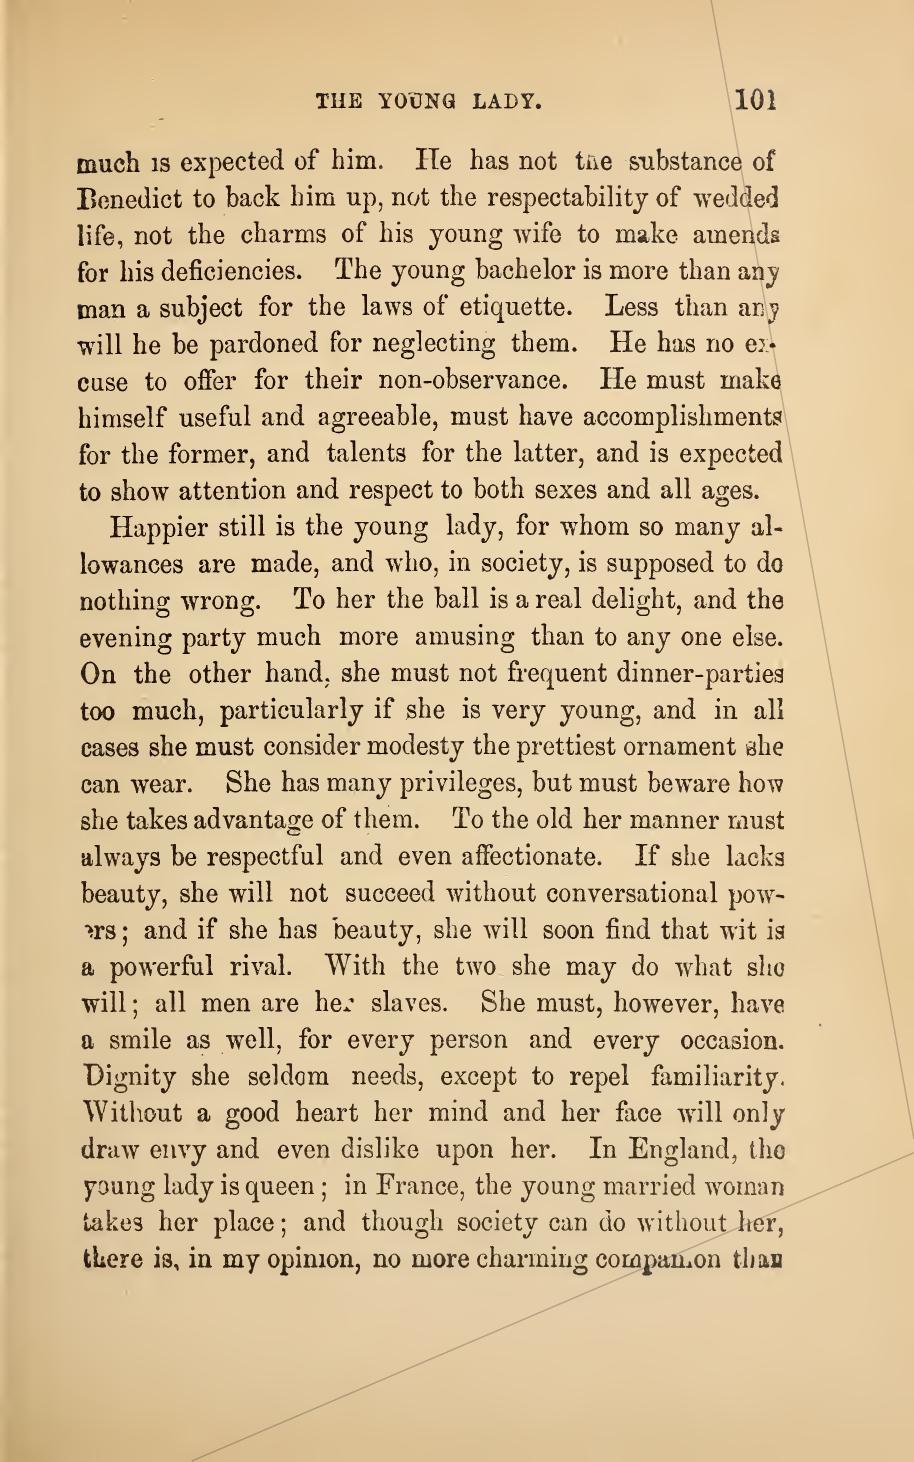 THE YOUNG LADY. 101
much is expected of him. He has not the substance of
Benedict to back him up, not the respectability of wedded
life, not the charms of his young wife to make amends
for his deficiencies. The young bachelor is more than any
man a subject for the laws of etiquette. Less than any
will he be pardoned for neglecting them. He has no ex-
cuse to offer for their non-observance. He must make
himself useful and agreeable, must have accomplishments
for the former, and talents for the latter, and is expected
to show attention and respect to both sexes and all ages.
Happier still is the young lady, for whom so many al-
lowances are made, and who, in society, is supposed to do
nothing wrong. To her the ball is a real delight, and the
evening party much more amusing than to any one else.
On the other hand, she must not frequent dinner-parties
too much, particularly if she is very young, and in all
cases she must consider modesty the prettiest ornament she
can wear. She has many privileges, but must beware how
she takes advantage of them. To the old her manner must
always be respectful and even affectionate. If she lacks
beauty, she will not succeed without conversational pow-
ers; and if she has beauty, she will soon find that wit is
a powerful rival. With the two she may do what she
will; all men are her slaves. She must, however, have
a smile as well, for every person and every occasion.
Dignity she seldom needs, except to repel familiarity.
Without a good heart her mind and her face will only
draw envy and even dislike upon her. In England, the
young lady is queen; in France, the young married woman
takes her place; and though society can do without her,
there is, in my opinion, no more charming companion than